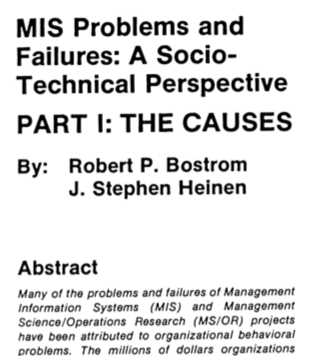 MIS Problems and
Failures: A Socio-
Technical Perspective
PART I: THE CAUSES
By: Robert P. Bostrom
J. Stephen Heinen
Abstract
Many of the problems and failures of Management
Information Systems (MIS) and Management
Science/Operations Research (MS/OR) projects
have been attributed to organizational behavioral
problems. The millions of dollars organizations